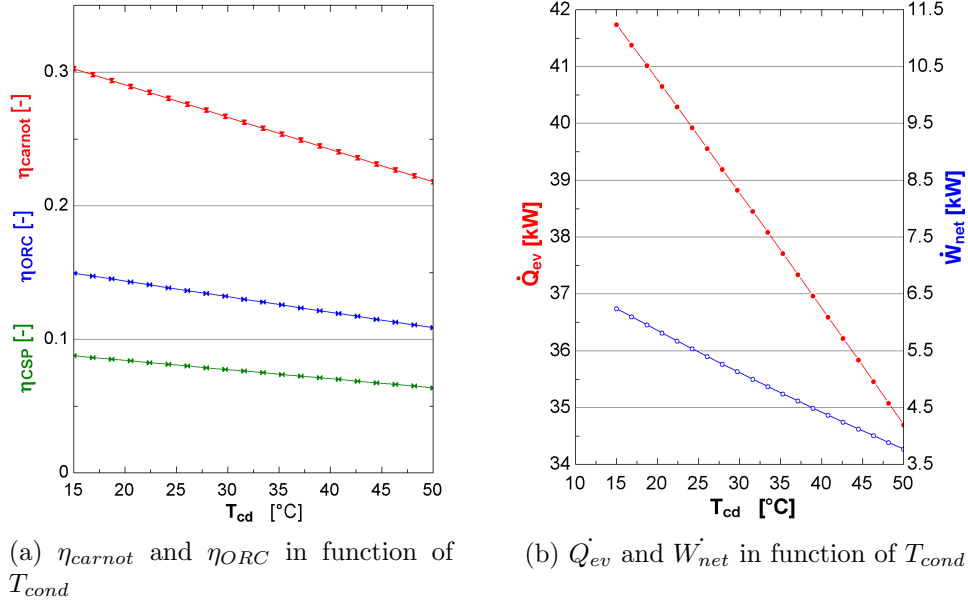 0.3
0.2
0.1
0
ηcarnot [-]
ηORC [-]
ηCSP [-]
15 20 25 30 35 40 45 50
Tcd [°C]
(a) ηcarnot and ηORC in function of
Tcond
42
41
40
39
38
37
36
35
34
Q̇ev [kW]
11.5
10.5
9.5
8.5
7.5
6.5
5.5
4.5
3.5
Ẇnet [kW]
10 15 20 25 30 35 40 45 50
Tcd [°C]
(b) Q̇ev and Ẇnet in function of Tcond